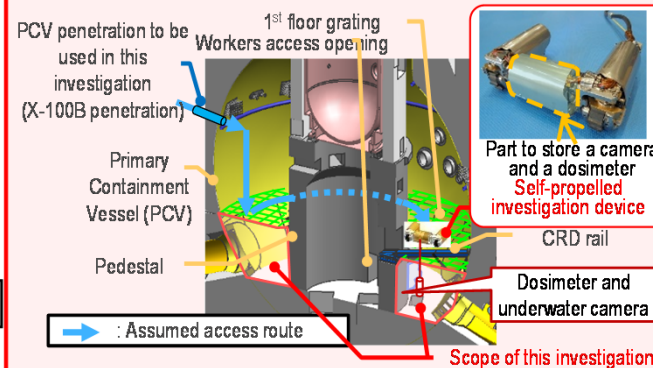 PCV penetration to be
used in this
investigation
(X-100B penetration)
1st floor grating
Workers access opening
Primary
Containment
Vessel (PCV)
Pedestal
: Assumed access route
Part to store a camera
and a dosimeter
Self-propelled
investigation device
CRD rail
Dosimeter and
underwater camera
Scope of this investigation